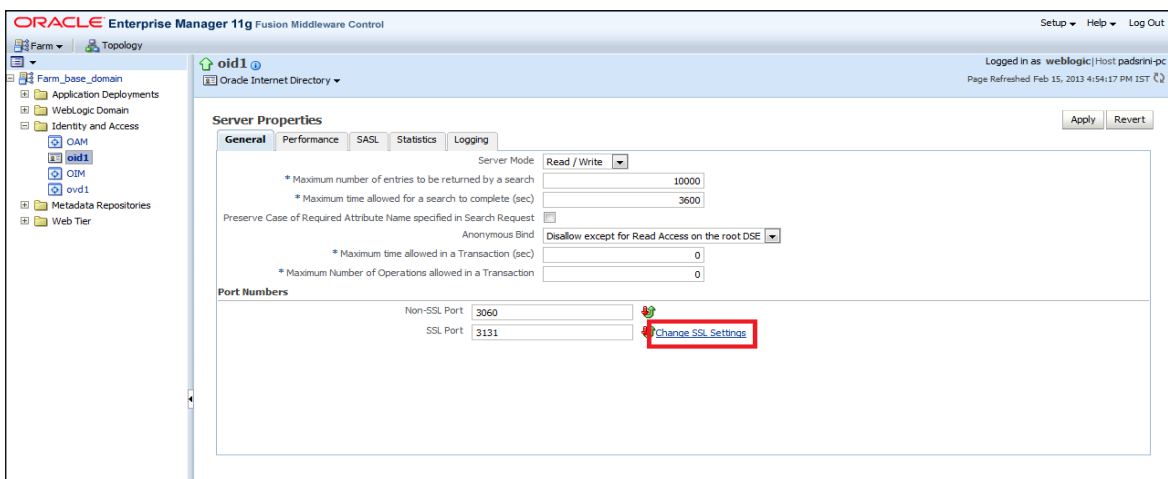 ORACLE Enterprise Manager 11g Fusion Middleware Control
Setup Help Log Out
Farm Topology
Farm_base_domain
Application Deployments
WebLogic Domain
Identity and Access
OAM
oid1
OIM
ovd1
Metadata Repositories
Web Tier
oid1
Oracle Internet Directory
Logged in as weblogic|Host padsrini-pc
Page Refreshed Feb 15, 2013 4:54:17 PM IST
Server Properties
Apply Revert
General Performance SASL Statistics Logging
Server Mode Read / Write
* Maximum number of entries to be returned by a search 10000
* Maximum time allowed for a search to complete (sec) 3600
Preserve Case of Required Attribute Name specified in Search Request
Anonymous Bind Disallow except for Read Access on the root DSE
* Maximum time allowed in a Transaction (sec) 0
* Maximum Number of Operations allowed in a Transaction 0
Port Numbers
Non-SSL Port 3060
SSL Port 3131 Change SSL Settings